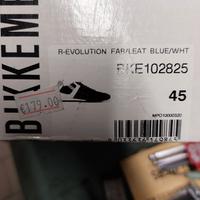 BIKKEMB
R-EVOLUTION FAB/LEAT BLUE/WHT
BKE102825
45
€179.00